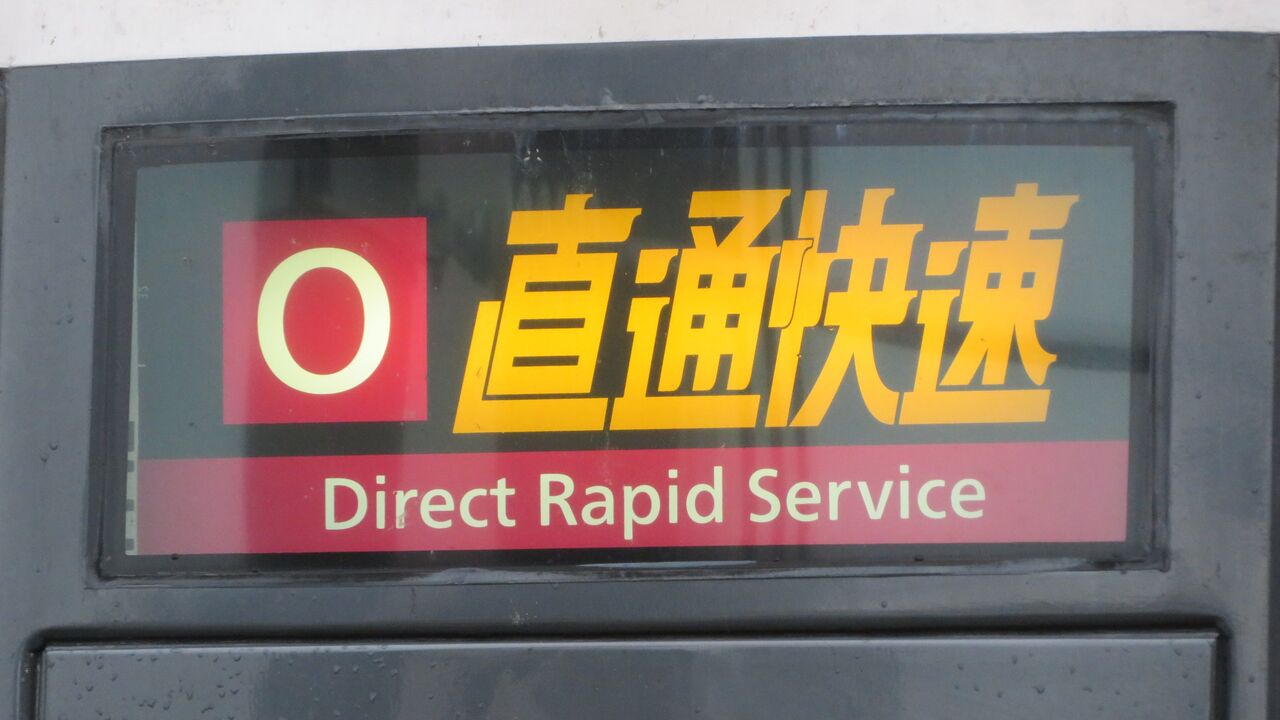 O 直通快速
Direct Rapid Service